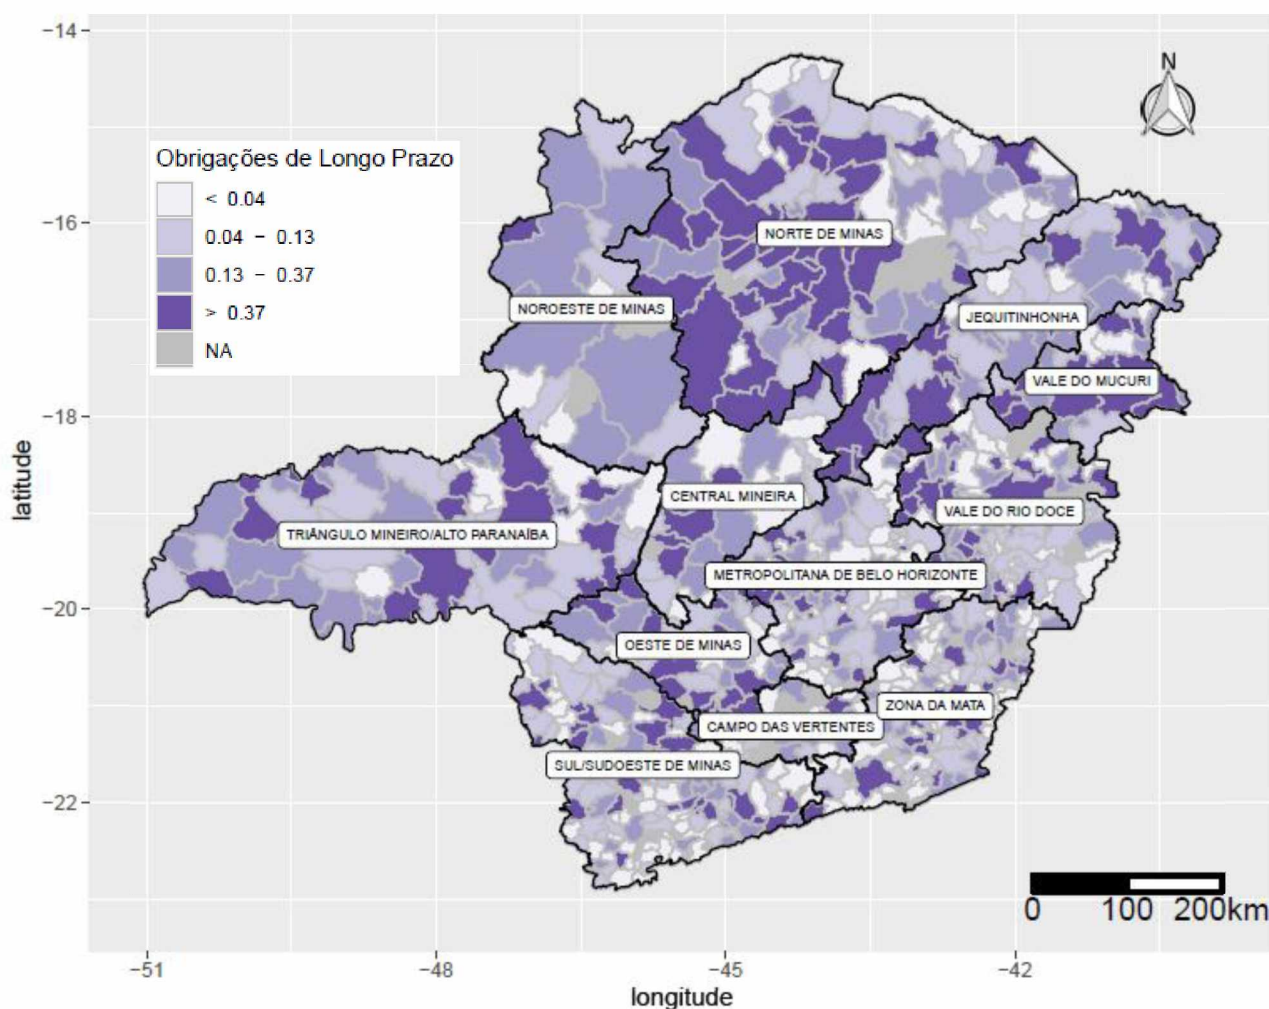 −14
N
Obrigações de Longo Prazo
< 0.04
0.04 − 0.13
0.13 − 0.37
> 0.37
NA
−16
NORTE DE MINAS
NOROESTE DE MINAS
JEQUITINHONHA
VALE DO MUCURI
−18
latitude
CENTRAL MINEIRA
VALE DO RIO DOCE
TRIÂNGULO MINEIRO/ALTO PARANAÍBA
METROPOLITANA DE BELO HORIZONTE
−20
OESTE DE MINAS
ZONA DA MATA
CAMPO DAS VERTENTES
SUL/SUDOESTE DE MINAS
−22
0 100 200km
−51 −48 −45 −42
longitude